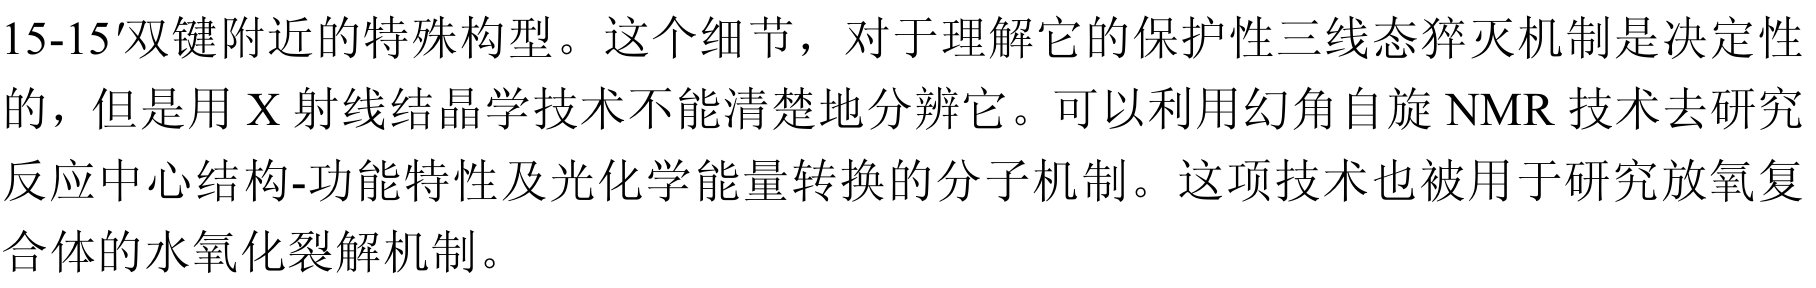 15-15′双键附近的特殊构型。这个细节，对于理解它的保护性三线态猝灭机制是决定性
的，但是用 X 射线结晶学技术不能清楚地分辨它。可以利用幻角自旋 NMR 技术去研究
反应中心结构-功能特性及光化学能量转换的分子机制。这项技术也被用于研究放氧复
合体的水氧化裂解机制。